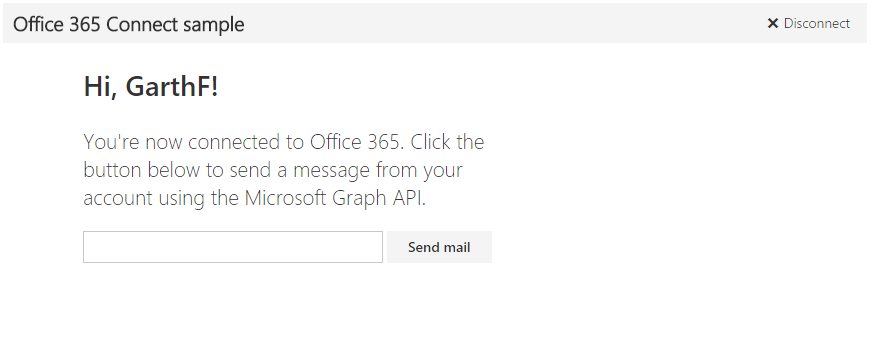 Office 365 Connect sample
✕ Disconnect
Hi, GarthF!
You're now connected to Office 365. Click the
button below to send a message from your
account using the Microsoft Graph API.
Send mail